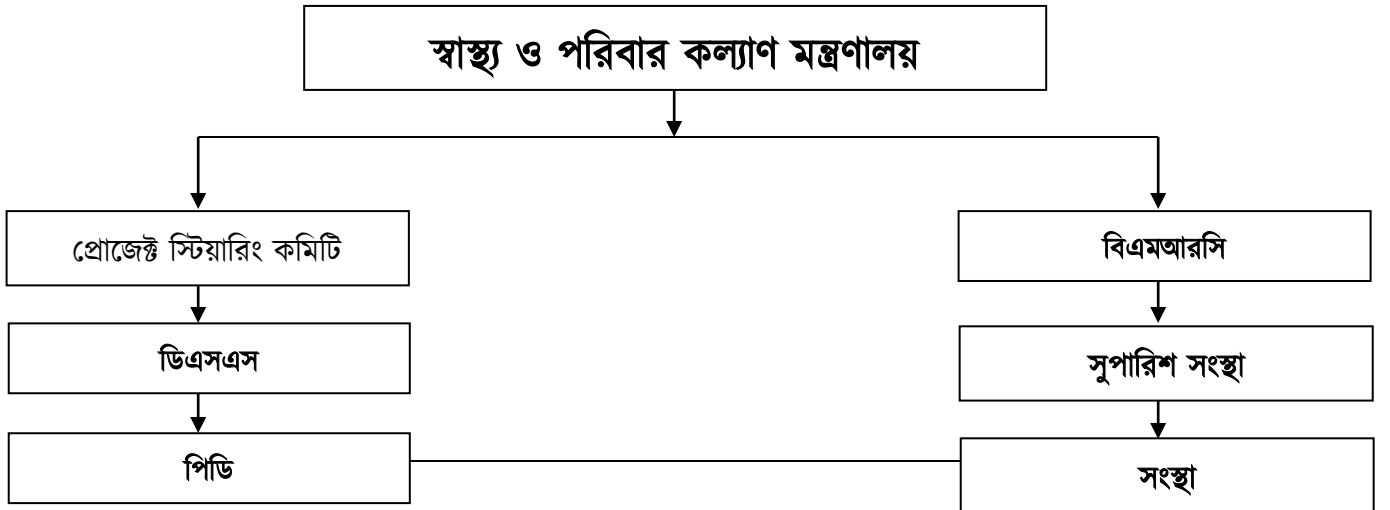 স্বাস্থ্য ও পরিবার কল্যাণ মন্ত্রণালয়
প্রোজেক্ট স্টিয়ারিং কমিটি
বিএমআরসি
ডিএসএস
সুপারিশ সংস্থা
পিডি
সংস্থা